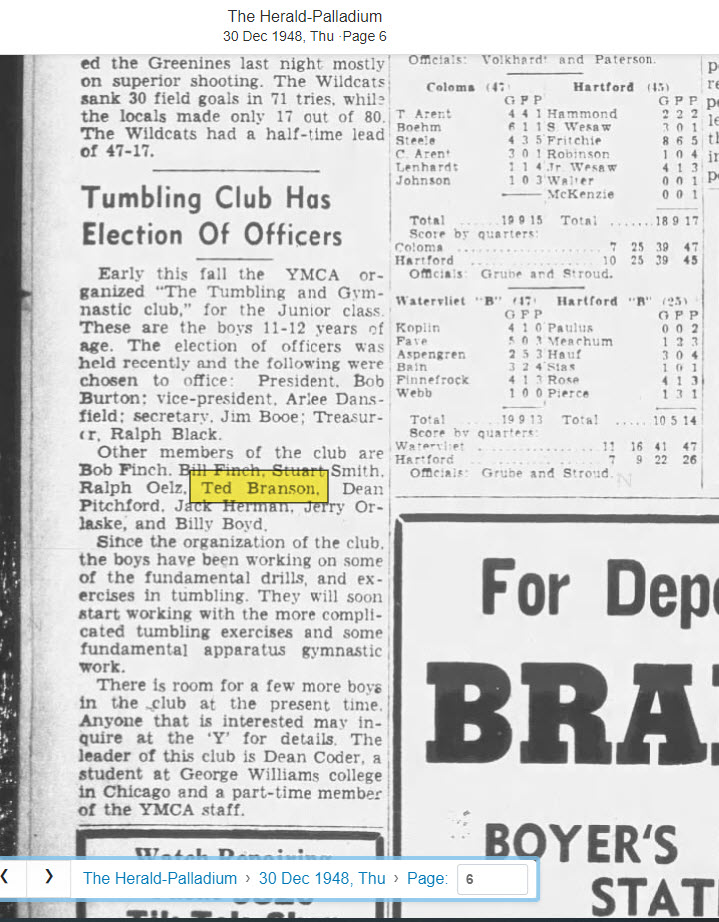 The Herald-Palladium
30 Dec 1948, Thu · Page 6
ed the Greenines last night mostly
on superior shooting. The Wildcats
sank 30 field goals in 71 tries, while
the locals made only 17 out of 80.
The Wildcats had a half-time lead
of 47-17.
Tumbling Club Has
Election Of Officers
Early this fall the YMCA or-
ganized "The Tumbling and Gym-
nastic club," for the Junior class.
These are the boys 11-12 years of
age. The election of officers was
held recently and the following were
chosen to office: President, Bob
Burton; vice-president, Arlee Dans-
field; secretary, Jim Booe; Treasur-
er, Ralph Black.
Other members of the club are
Bob Finch, Bill Finch, Stuart Smith,
Ralph Oelz, Ted Branson, Dean
Pitchford, Jack Herman, Jerry Or-
laske, and Billy Boyd.
Since the organization of the club,
the boys have been working on some
of the fundamental drills, and ex-
ercises in tumbling. They will soon
start working with the more compli-
cated tumbling exercises and some
fundamental apparatus gymnastic
work.
There is room for a few more boys
in the club at the present time.
Anyone that is interested may in-
quire at the 'Y' for details. The
leader of this club is Dean Coder, a
student at George Williams college
in Chicago and a part-time member
of the YMCA staff.
Watch Repairing
Officials: Volkhardt and Paterson.
Coloma (47) Hartford (45)
G F P G F P
T Arent 4 4 1 Hammond 2 2 2
Boehm 6 1 1 S. Wesaw 3 0 1
Steele 4 3 5 Fritchie 8 6 5
C. Arent 3 0 1 Robinson 1 0 4
Lenhardt 1 1 4 Jr. Wesaw 4 1 3
Johnson 1 0 3 Walter 0 0 1
McKenzie 0 0 1
Total ..... 19 9 15 Total ...... 18 9 17
Score by quarters:
Coloma 7 25 39 47
Hartford 10 25 39 45
Officials: Grube and Stroud.
Watervliet "B" (47) Hartford "B" (25)
G F P G F P
Koplin 4 1 0 Paulus 0 0 2
5 0 3 Meachum 1 2 3
Aspengren 2 5 3 Hauf 3 0 4
Bain 3 2 4 Sias 1 0 1
Finnefrock 4 1 3 Rose 4 1 3
Webb 1 0 0 Pierce 1 3 1
Total 19 9 13 Total ..... 10 5 14
Score by quarters:
Watervliet 11 16 41 47
Hartford 7 9 22 26
Officials: Grube and Stroud.
For Dep
BRA
BOYER'S
STAT
The Herald-Palladium › 30 Dec 1948, Thu › Page: 6